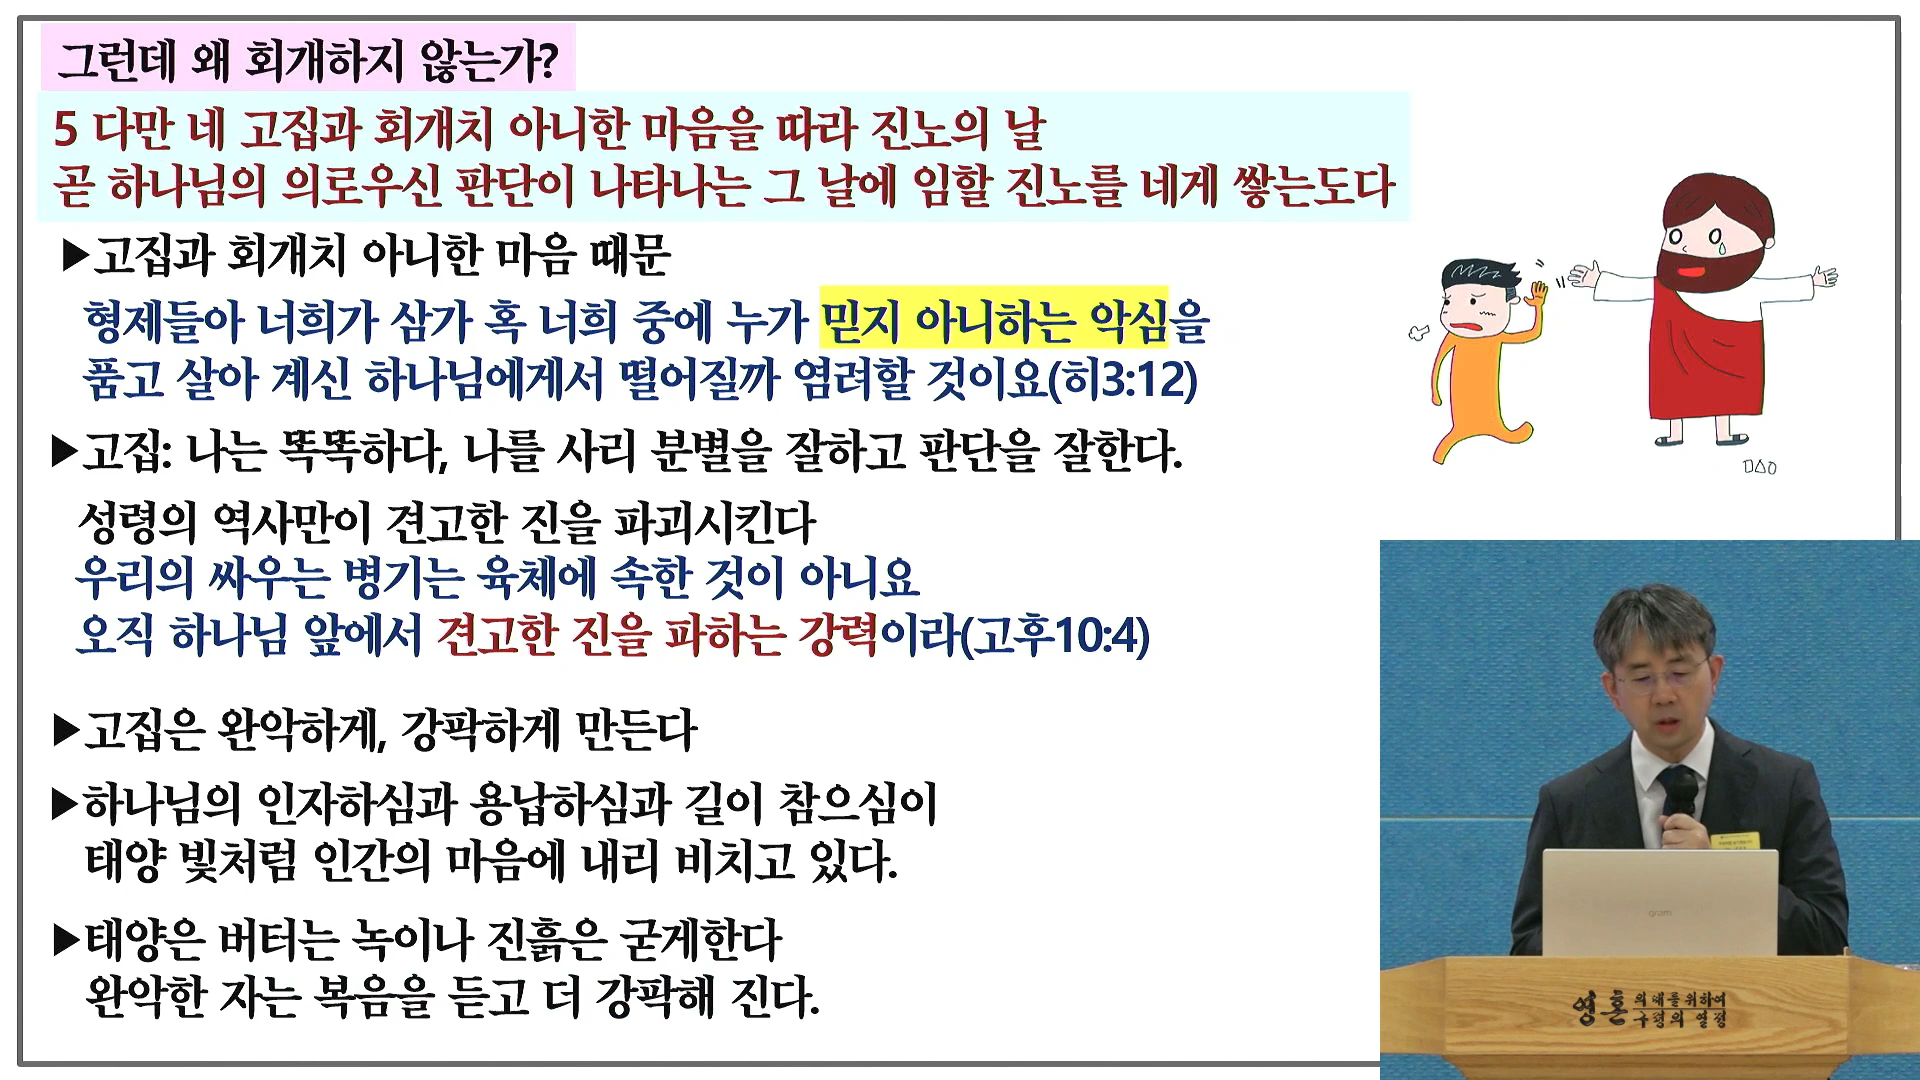 그런데 왜 회개하지 않는가?
5 다만 네 고집과 회개치 아니한 마음을 따라 진노의 날
곧 하나님의 의로우신 판단이 나타나는 그 날에 임할 진노를 네게 쌓는도다
▶고집과 회개치 아니한 마음 때문
형제들아 너희가 삼가 혹 너희 중에 누가 믿지 아니하는 악심을
품고 살아 계신 하나님에게서 떨어질까 염려할 것이요(히3:12)
▶고집: 나는 똑똑하다, 나를 사리 분별을 잘하고 판단을 잘한다.
성령의 역사만이 견고한 진을 파괴시킨다
우리의 싸우는 병기는 육체에 속한 것이 아니요
오직 하나님 앞에서 견고한 진을 파하는 강력이라(고후10:4)
▶고집은 완악하게, 강퍅하게 만든다
▶하나님의 인자하심과 용납하심과 길이 참으심이
태양 빛처럼 인간의 마음에 내리 비치고 있다.
▶태양은 버터는 녹이나 진흙은 굳게한다
완악한 자는 복음을 듣고 더 강퍅해 진다.
gram
영혼 의 때를 위하여
구령의 열정